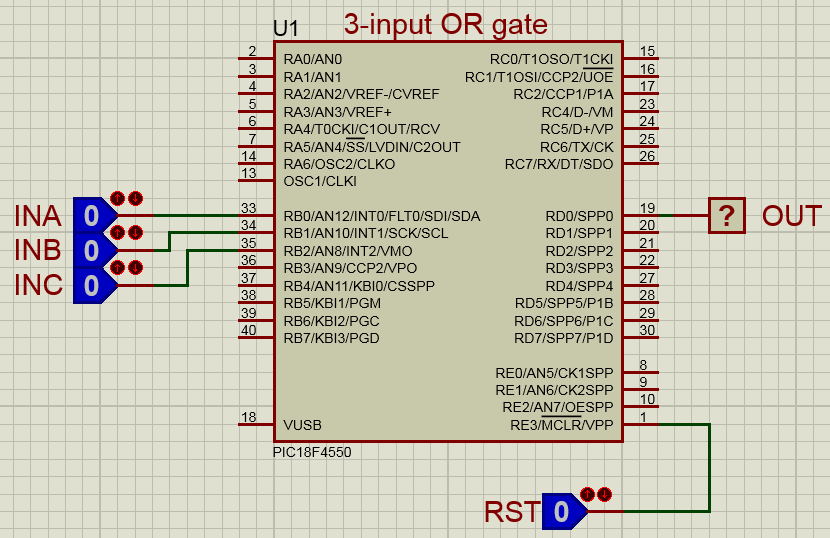 3-input OR gate
U1
2 RA0/AN0 RC0/T1OSO/T1CKI 15
3 RA1/AN1 RC1/T1OSI/CCP2/UOE 16
4 RA2/AN2/VREF-/CVREF RC2/CCP1/P1A 17
5 RA3/AN3/VREF+ RC4/D-/VM 23
6 RA4/T0CKI/C1OUT/RCV RC5/D+/VP 24
7 RA5/AN4/SS/LVDIN/C2OUT RC6/TX/CK 25
14 RA6/OSC2/CLKO RC7/RX/DT/SDO 26
13 OSC1/CLKI
INA 0 33 RB0/AN12/INT0/FLT0/SDI/SDA RD0/SPP0 19 ? OUT
34 RB1/AN10/INT1/SCK/SCL RD1/SPP1 20
INB 0 35 RB2/AN8/INT2/VMO RD2/SPP2 21
36 RB3/AN9/CCP2/VPO RD3/SPP3 22
INC 0 37 RB4/AN11/KBI0/CSSPP RD4/SPP4 27
38 RB5/KBI1/PGM RD5/SPP5/P1B 28
39 RB6/KBI2/PGC RD6/SPP6/P1C 29
40 RB7/KBI3/PGD RD7/SPP7/P1D 30
RE0/AN5/CK1SPP 8
RE1/AN6/CK2SPP 9
RE2/AN7/OESPP 10
18 VUSB RE3/MCLR/VPP 1
PIC18F4550
RST 0